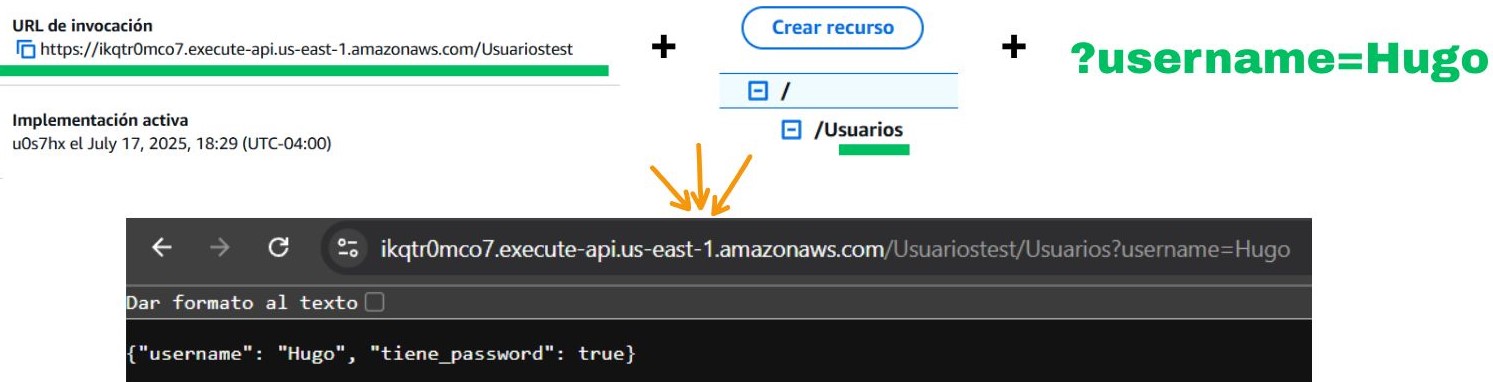 URL de invocación
https://ikqtr0mco7.execute-api.us-east-1.amazonaws.com/Usuariostest
Implementación activa
u0s7hx el July 17, 2025, 18:29 (UTC-04:00)
+
Crear recurso
/
/Usuarios
+
?username=Hugo
ikqtr0mco7.execute-api.us-east-1.amazonaws.com/Usuariostest/Usuarios?username=Hugo
Dar formato al texto
{"username": "Hugo", "tiene_password": true}